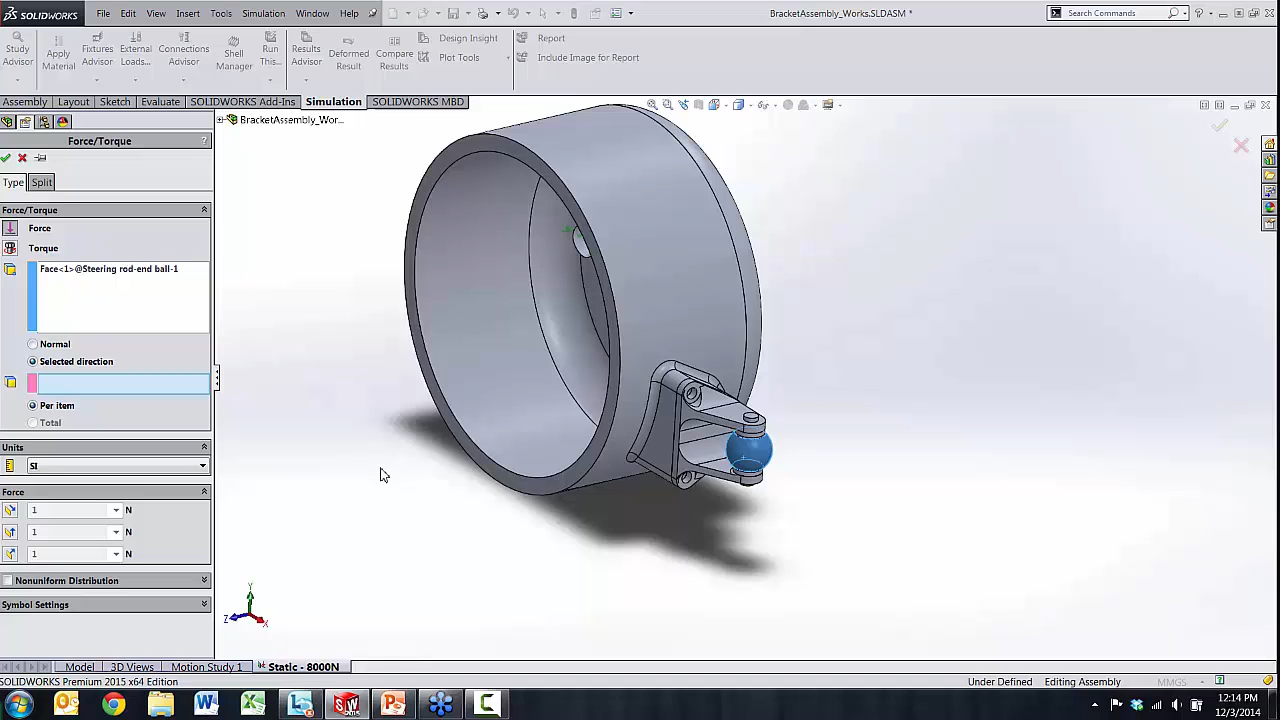 SOLIDWORKS File Edit View Insert Tools Simulation Window Help BracketAssembly_Works.SLDASM * Search Commands
Study Advisor
Apply Material
Fixtures Advisor
External Loads...
Connections Advisor
Shell Manager
Run This...
Results Advisor
Deformed Result
Compare Results
Design Insight
Plot Tools
Report
Include Image for Report
Assembly Layout Sketch Evaluate SOLIDWORKS Add-Ins Simulation SOLIDWORKS MBD
BracketAssembly_Wor...
Force/Torque ?
Type Split
Force/Torque
Force
Torque
Face<1>@Steering rod-end ball-1
Normal
Selected direction
Per item
Total
Units
SI
Force
1 N
1 N
1 N
Nonuniform Distribution
Symbol Settings
Y
Z
X
Model 3D Views Motion Study 1 Static - 8000N
SOLIDWORKS Premium 2015 x64 Edition Under Defined Editing Assembly MMGS
12:14 PM
12/3/2014